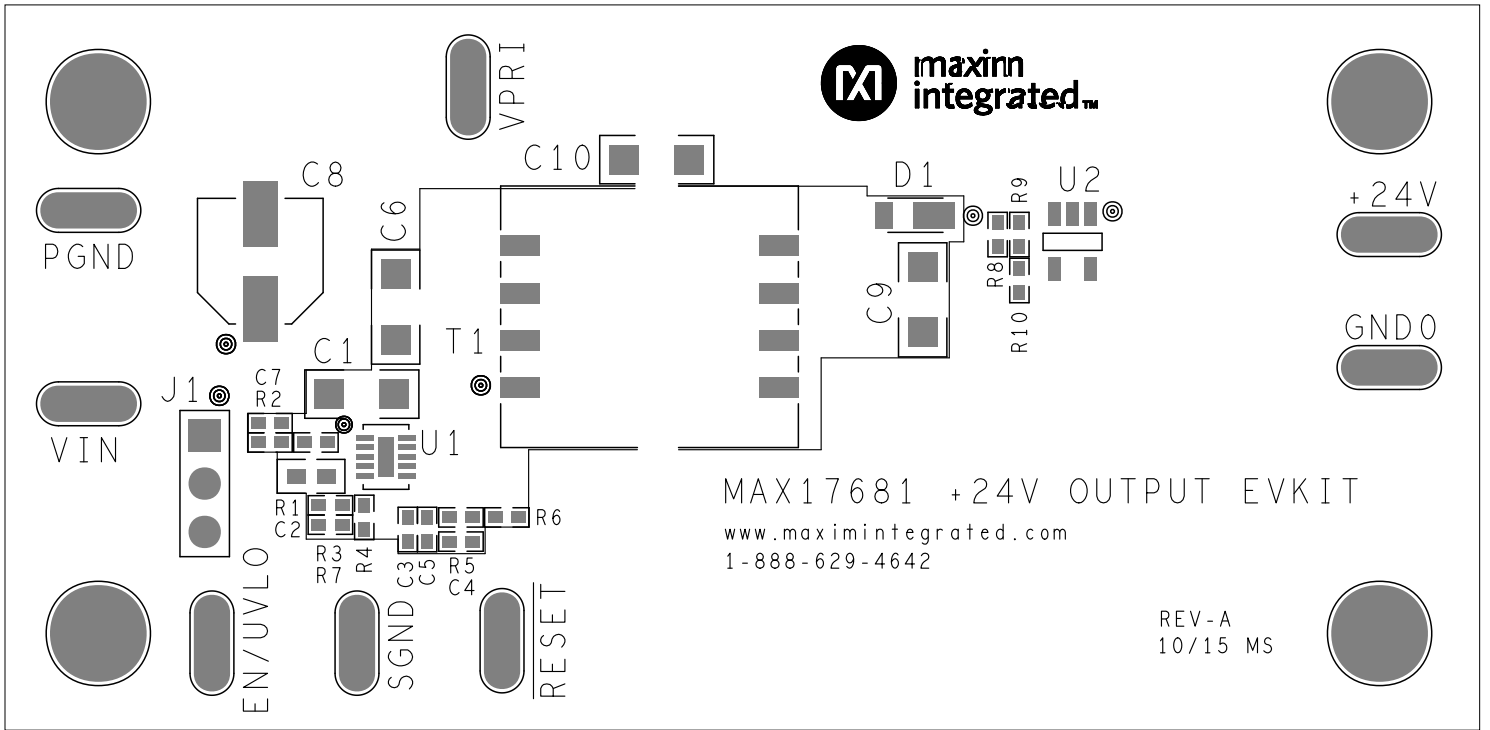 VPRI
maxim
integrated™
C10
C8
C6
D1
R9
U2
+24V
PGND
R8
C9
R10
GND0
T1
C1
J1
C7
R2
VIN
U1
MAX17681 +24V OUTPUT EVKIT
www.maximintegrated.com
1-888-629-4642
R1
C2
R6
R3
R7
R4
C3
C5
R5
C4
EN/UVLO
SGND
RESET
REV-A
10/15 MS